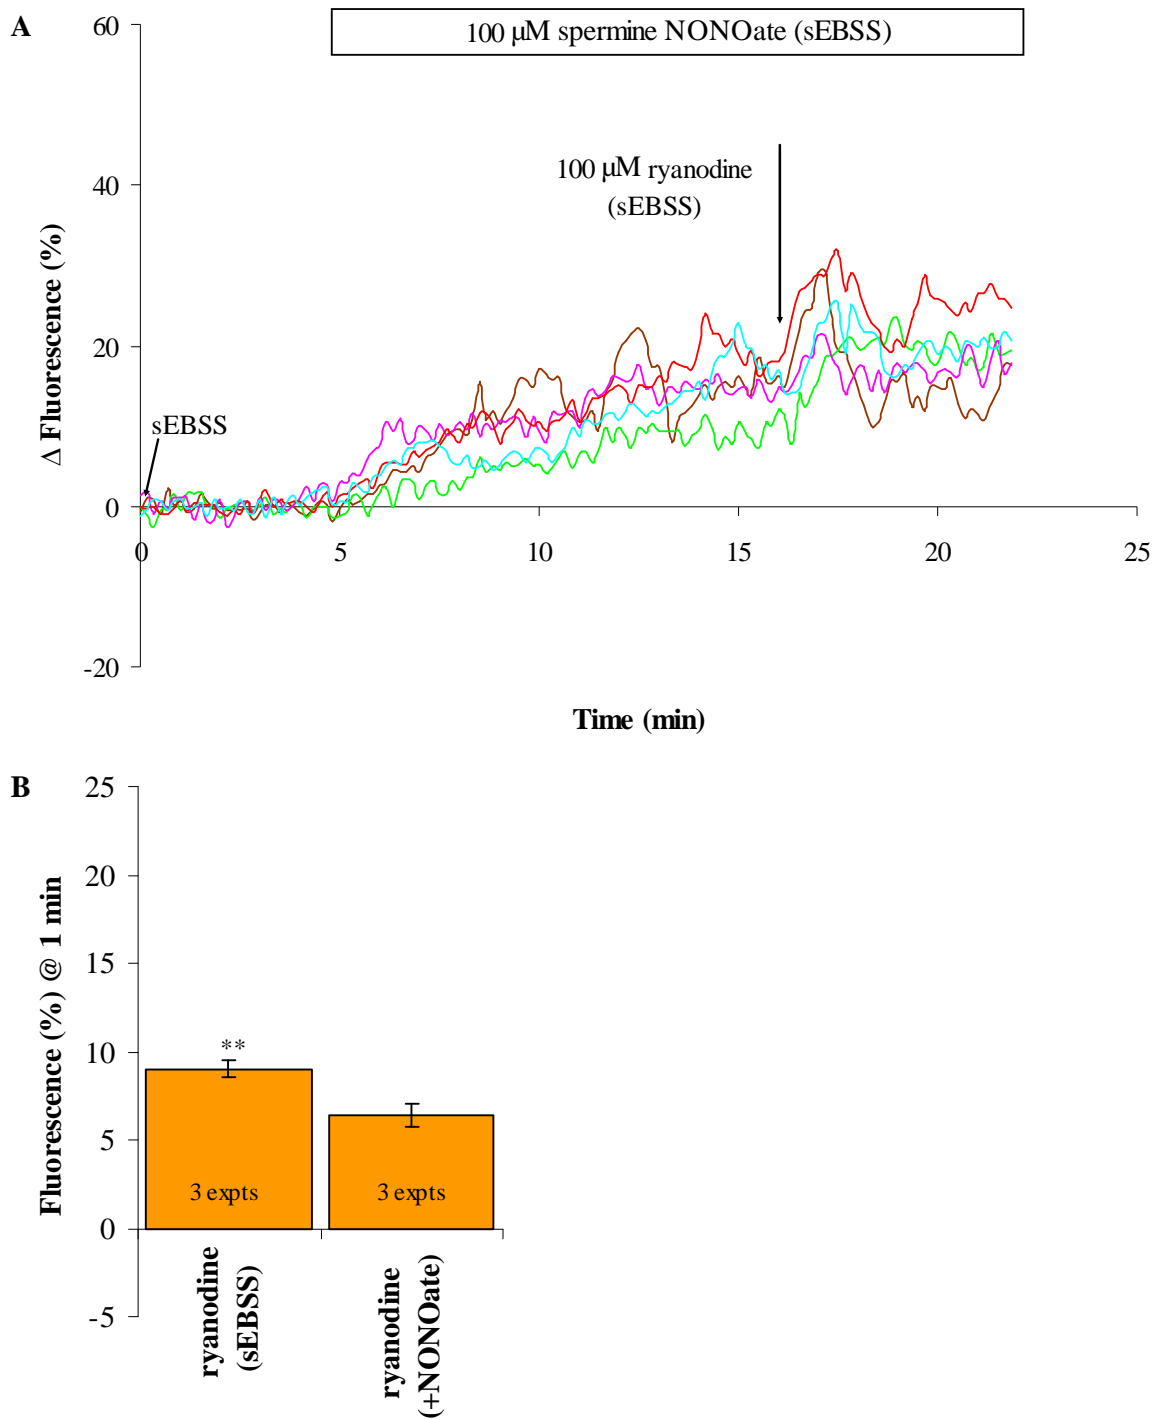 A
60
100 µM spermine NONOate (sEBSS)
100 µM ryanodine
(sEBSS)
40
Δ Fluorescence (%)
20
sEBSS
0
0 5 10 15 20 25
-20
Time (min)
B
25
20
15
Fluorescence (%) @ 1 min
10
**
5
3 expts 3 expts
0
-5
ryanodine
(sEBSS)
ryanodine
(+NONOate)